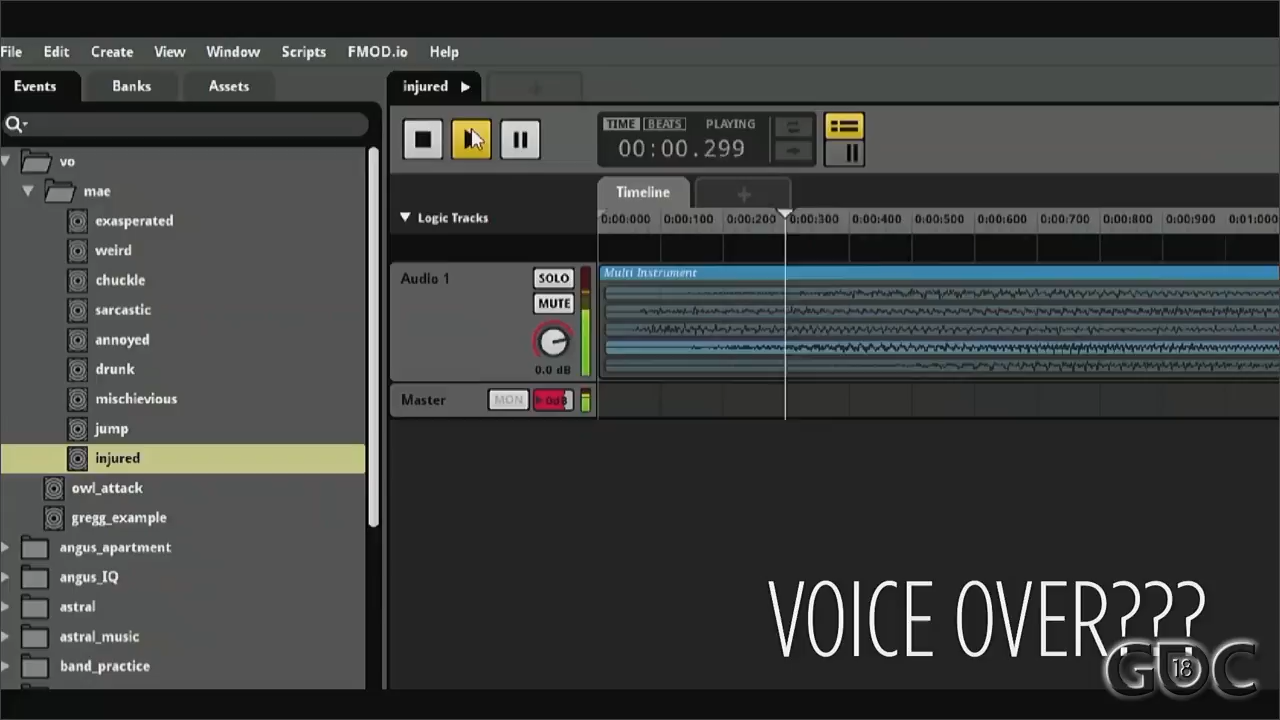 File Edit Create View Window Scripts FMOD.io Help
Events Banks Assets
injured
TIME BEATS PLAYING
00:00.299
Timeline
Logic Tracks
0:00:000 0:00:100 0:00:200 0:00:300 0:00:400 0:00:500 0:00:600 0:00:700 0:00:800 0:00:900 0:01:000
vo
mae
exasperated
weird
chuckle
sarcastic
annoyed
drunk
mischievious
jump
injured
owl_attack
gregg_example
angus_apartment
angus_IQ
astral
astral_music
band_practice
Audio 1
SOLO
MUTE
0.0 dB
Multi Instrument
Master MON 0dB
VOICE OVER???
GDC 18